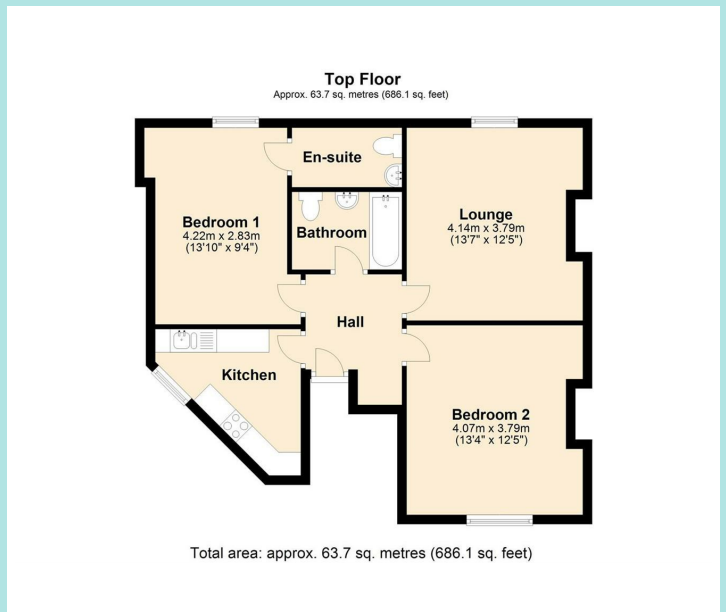 Top Floor
Approx. 63.7 sq. metres (686.1 sq. feet)
En-suite
Bedroom 1
4.22m x 2.83m
(13'10" x 9'4")
Bathroom
Lounge
4.14m x 3.79m
(13'7" x 12'5")
Hall
Kitchen
Bedroom 2
4.07m x 3.79m
(13'4" x 12'5")
Total area: approx. 63.7 sq. metres (686.1 sq. feet)